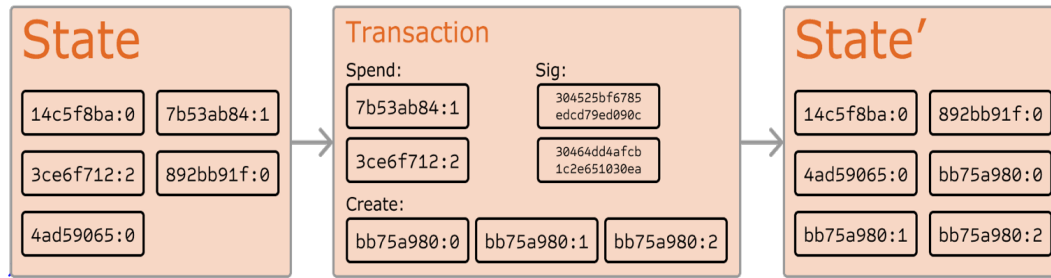 State
14c5f8ba:0 7b53ab84:1
3ce6f712:2 892bb91f:0
4ad59065:0
Transaction
Spend: Sig:
7b53ab84:1 304525bf6785
edcd79ed090c
3ce6f712:2 30464dd4afcb
1c2e651030ea
Create:
bb75a980:0 bb75a980:1 bb75a980:2
State’
14c5f8ba:0 892bb91f:0
4ad59065:0 bb75a980:0
bb75a980:1 bb75a980:2